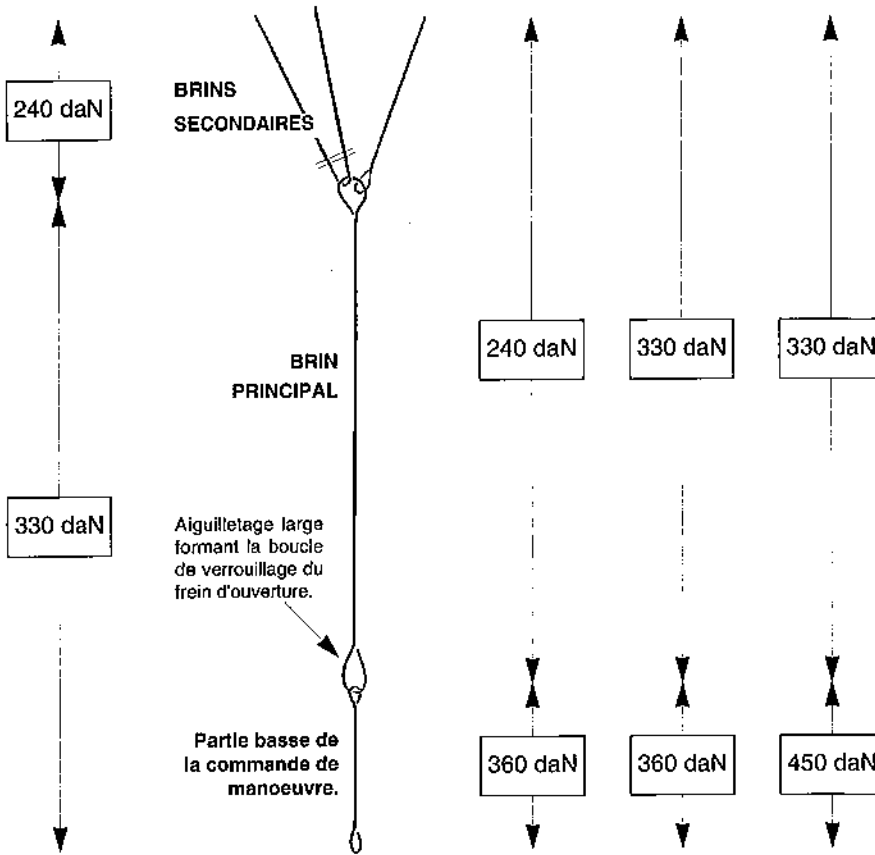 240 daN
BRINS
SECONDAIRES
240 daN
330 daN
330 daN
BRIN
PRINCIPAL
330 daN
Aiguilletage large
formant la boucle
de verrouillage du
frein d'ouverture.
Partie basse de
la commande de
manoeuvre.
360 daN
360 daN
450 daN